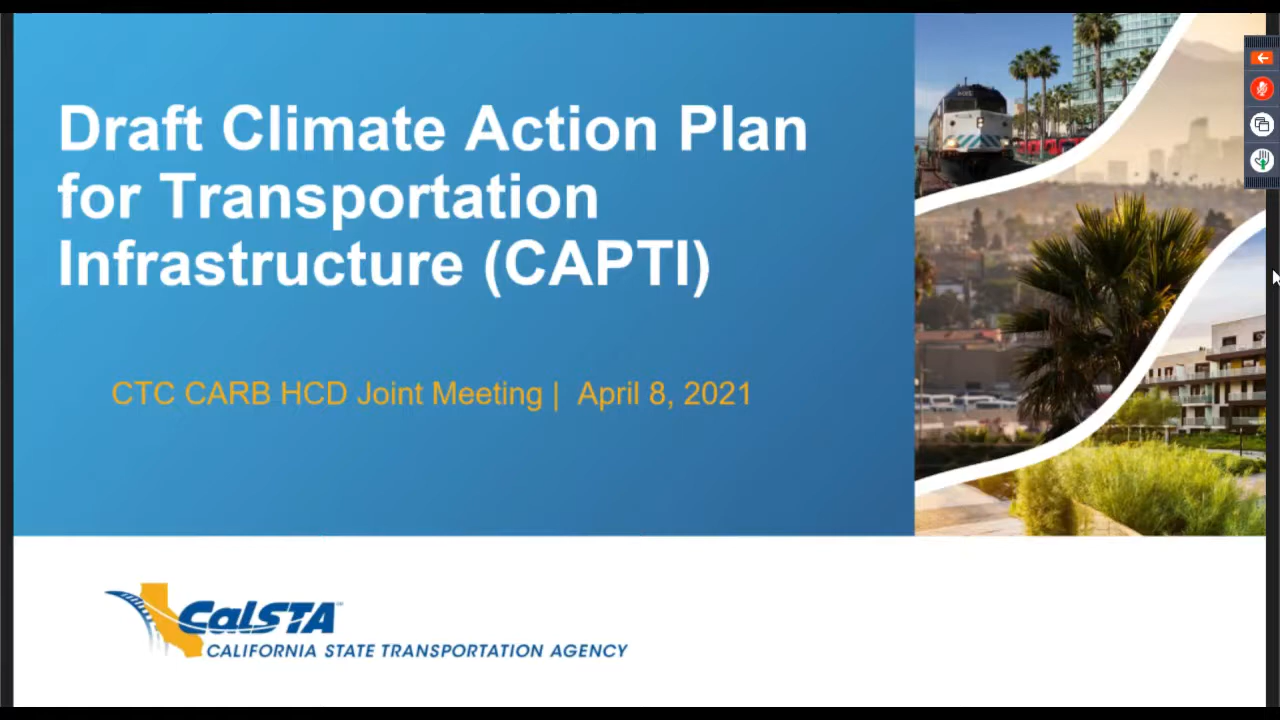 Draft Climate Action Plan
for Transportation
Infrastructure (CAPTI)
CTC CARB HCD Joint Meeting | April 8, 2021
CalSTA
CALIFORNIA STATE TRANSPORTATION AGENCY